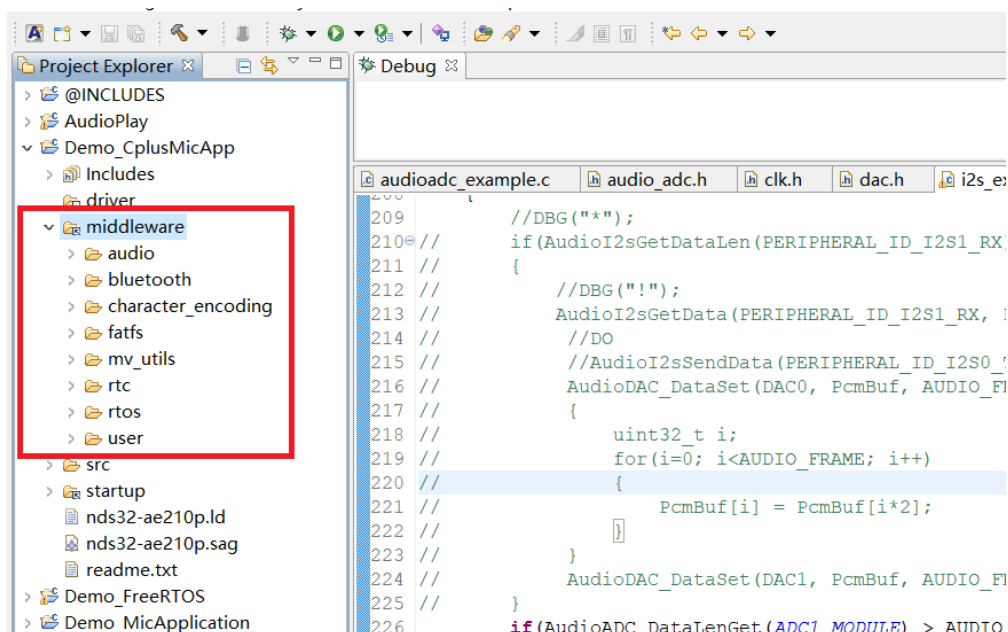 Project Explorer
@INCLUDES
AudioPlay
Demo_CplusMicApp
Includes
driver
middleware
audio
bluetooth
character_encoding
fatfs
mv_utils
rtc
rtos
user
src
startup
nds32-ae210p.ld
nds32-ae210p.sag
readme.txt
Demo_FreeRTOS
Demo_MicApplication
Debug
audioadc_example.c audio_adc.h clk.h dac.h i2s_ex
209 //DBG("*");
210 // if(AudioI2sGetDataLen(PERIPHERAL_ID_I2S1_RX)
211 // {
212 // //DBG("!");
213 // AudioI2sGetData(PERIPHERAL_ID_I2S1_RX,
214 // //DO
215 // //AudioI2sSendData(PERIPHERAL_ID_I2S0_
216 // AudioDAC_DataSet(DAC0, PcmBuf, AUDIO_F
217 // {
218 // uint32_t i;
219 // for(i=0; i<AUDIO_FRAME; i++)
220 // {
221 // PcmBuf[i] = PcmBuf[i*2];
222 // }
223 // }
224 // AudioDAC_DataSet(DAC1, PcmBuf, AUDIO_F
225 // }
226 if(AudioADC_DataLenGet(ADC1_MODULE) > AUDIO